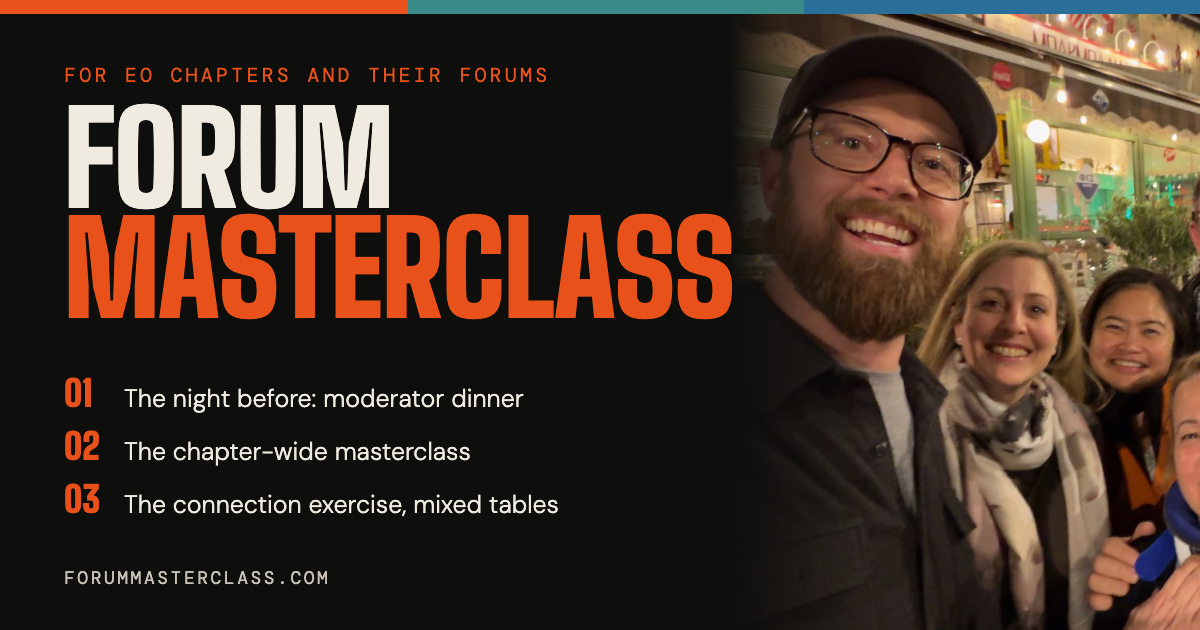 FOR EO CHAPTERS AND THEIR FORUMS
FORUM
MASTERCLASS
01 The night before: moderator dinner
02 The chapter-wide masterclass
03 The connection exercise, mixed tables
FORUMMASTERCLASS.COM